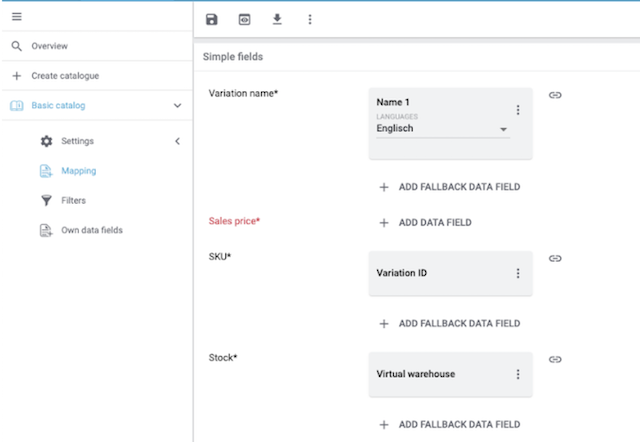 Overview
Create catalogue
Basic catalog
Settings
Mapping
Filters
Own data fields
Simple fields
Variation name*
Name 1
LANGUAGES
Englisch
ADD FALLBACK DATA FIELD
Sales price*
ADD DATA FIELD
SKU*
Variation ID
ADD FALLBACK DATA FIELD
Stock*
Virtual warehouse
ADD FALLBACK DATA FIELD